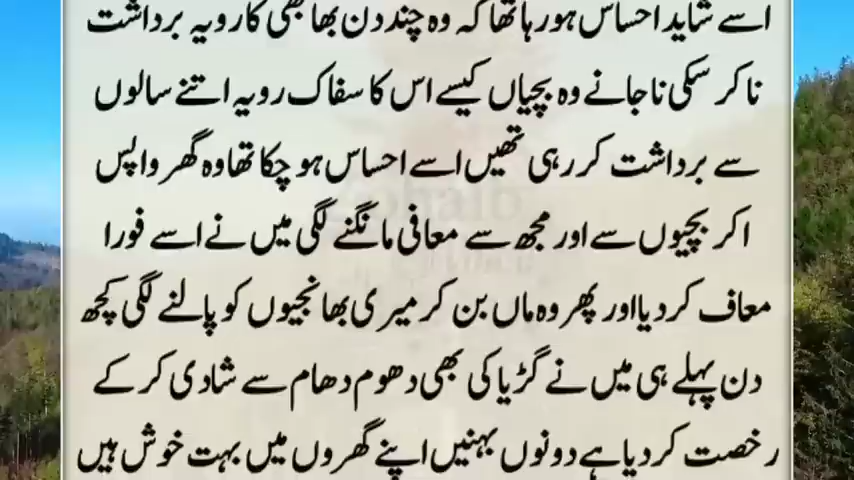 اسے شاید احساس ہو رہا تھا کہ وہ چند دن بھابھی کا رویہ برداشت
نا کر سکی نا جانے وہ بچیاں کیسے اس کا سفاک رویہ اتنے سالوں
سے برداشت کر رہی تھیں اسے احساس ہو چکا تھا وہ گھر واپس
اکر بچیوں سے اور مجھ سے معافی مانگنے لگی میں نے اسے فورا
معاف کر دیا اور پھر وہ ماں بن کر میری بھانجیوں کو پالنے لگی کچھ
دن پہلے ہی میں نے گڑیا کی بھی دھوم دھام سے شادی کر کے
رخصت کر دیا ہے دونوں بہنیں اپنے گھروں میں بہت خوش ہیں